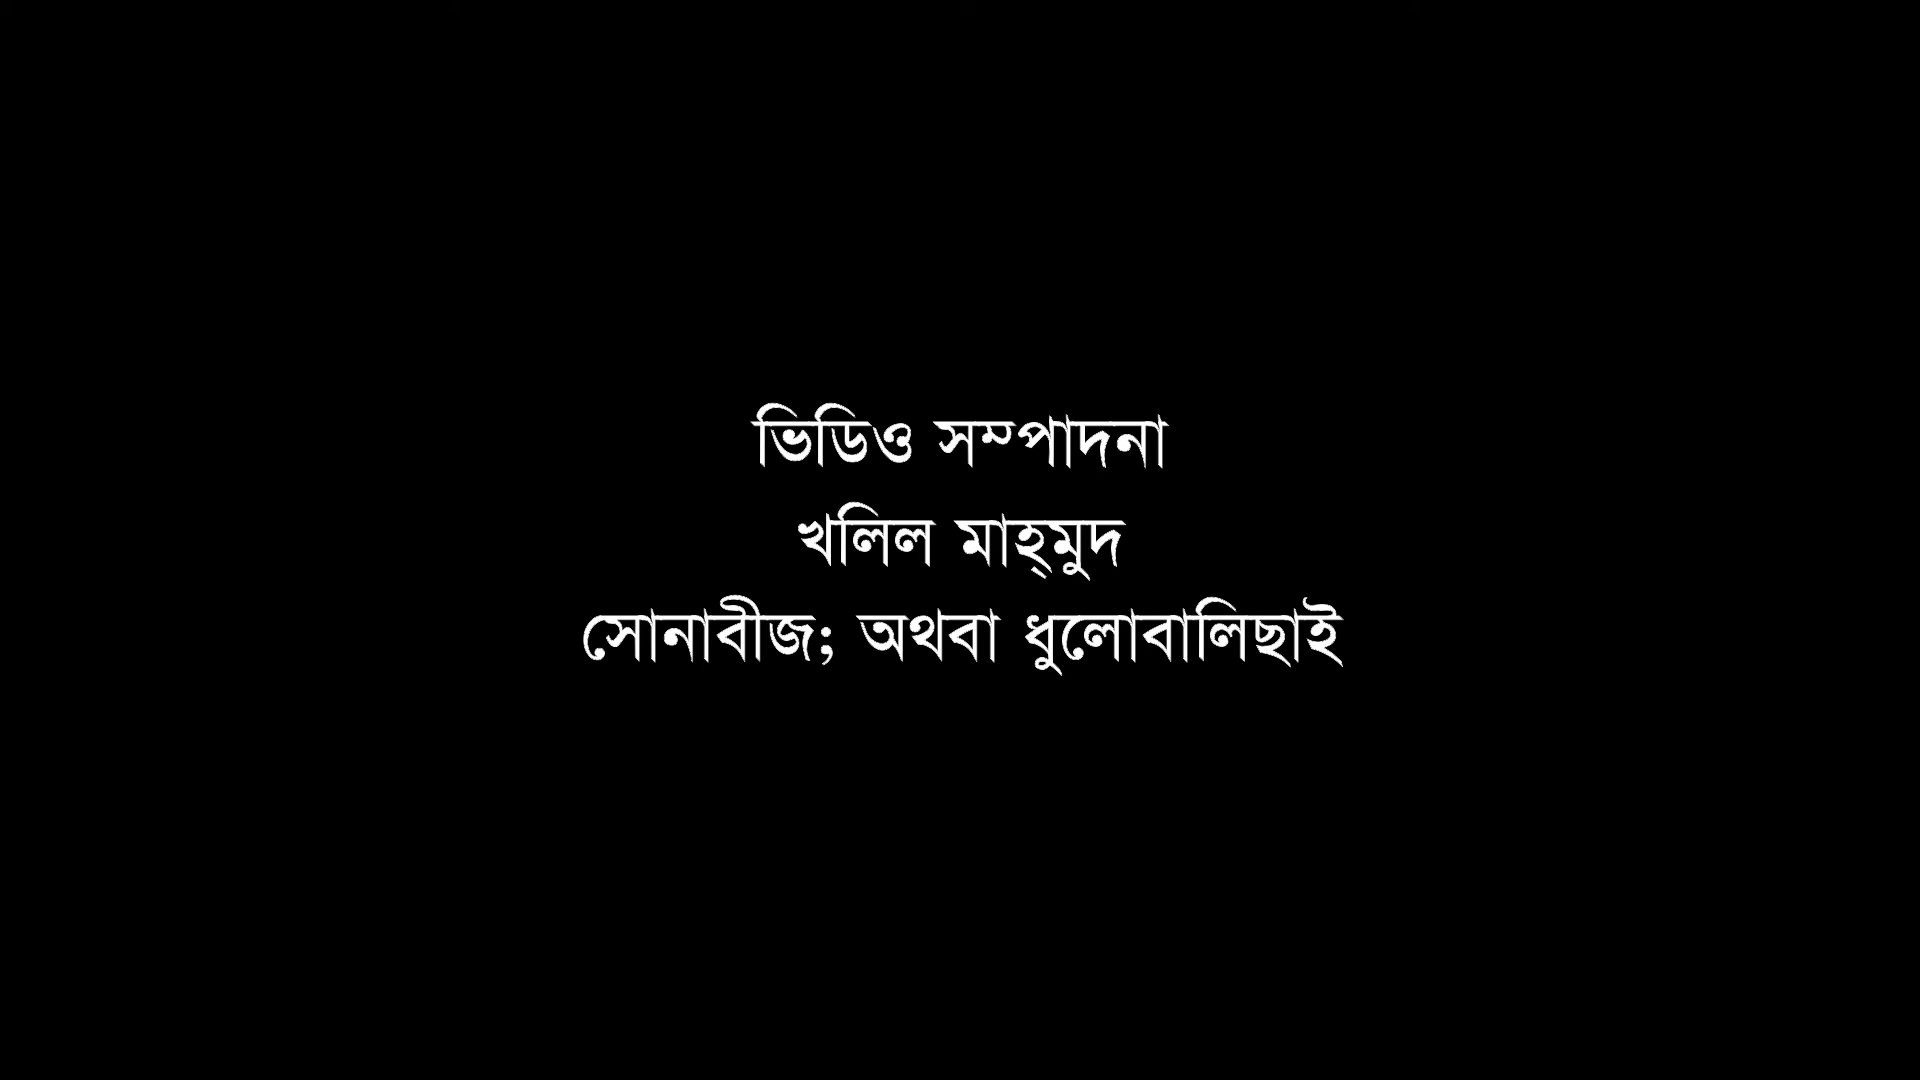 ভিডিও সম্পাদনা
খলিল মাহ্‌মুদ
সোনাবীজ; অথবা ধুলোবালিছাই